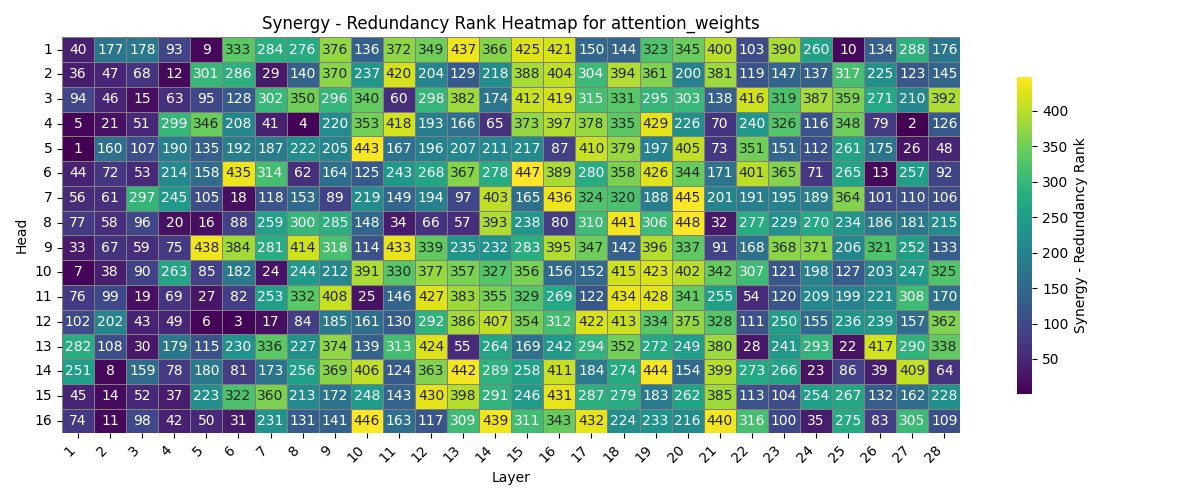 Synergy - Redundancy Rank Heatmap for attention_weights
1 40 177 178 93 9 333 284 276 376 136 372 349 437 366 425 421 150 144 323 345 400 103 390 260 10 134 288 176
2 36 47 68 12 301 286 29 140 370 237 420 204 129 218 388 404 304 394 361 200 381 119 147 137 317 225 123 145
3 94 46 15 63 95 128 302 350 296 340 60 298 382 174 412 419 315 331 295 303 138 416 319 387 359 271 210 392
4 5 21 51 299 346 208 41 4 220 353 418 193 166 65 373 397 378 335 429 226 70 240 326 116 348 79 2 126
5 1 160 107 190 135 192 187 222 205 443 167 196 207 211 217 87 410 379 197 405 73 351 151 112 261 175 26 48
6 44 72 53 214 158 435 314 62 164 125 243 268 367 278 447 389 280 358 426 344 171 401 365 71 265 13 257 92
7 56 61 297 245 105 18 118 153 89 219 149 194 97 403 165 436 324 320 188 445 201 191 195 189 364 101 110 106
8 77 58 96 20 16 88 259 300 285 148 34 66 57 393 238 80 310 441 306 448 32 277 229 270 234 186 181 215
9 33 67 59 75 438 384 281 414 318 114 433 339 235 232 283 395 347 142 396 337 91 168 368 371 206 321 252 133
10 7 38 90 263 85 182 24 244 212 391 330 377 357 327 356 156 152 415 423 402 342 307 121 198 127 203 247 325
11 76 99 19 69 27 82 253 332 408 25 146 427 383 355 329 269 122 434 428 341 255 54 120 209 199 221 308 170
12 102 202 43 49 6 3 17 84 185 161 130 292 386 407 354 312 422 413 334 375 328 111 250 155 236 239 157 362
13 282 108 30 179 115 230 336 227 374 139 313 424 55 264 169 242 294 352 272 249 380 28 241 293 22 417 290 338
14 251 8 159 78 180 81 173 256 369 406 124 363 442 289 258 411 184 274 444 154 399 273 266 23 86 39 409 64
15 45 14 52 37 223 322 360 213 172 248 143 430 398 291 246 431 287 279 183 262 385 113 104 254 267 132 162 228
16 74 11 98 42 50 31 231 131 141 446 163 117 309 439 311 343 432 224 233 216 440 316 100 35 275 83 305 109
1 2 3 4 5 6 7 8 9 10 11 12 13 14 15 16 17 18 19 20 21 22 23 24 25 26 27 28
Layer
Head
400
350
300
250
200
150
100
50
Synergy - Redundancy Rank